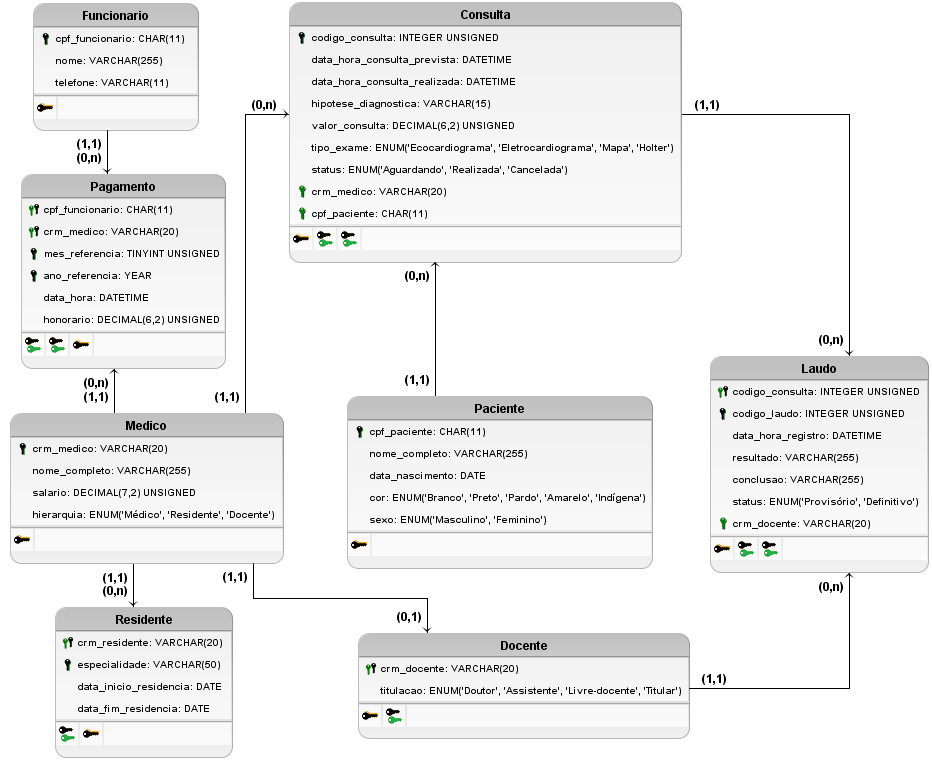 Funcionario
cpf_funcionario: CHAR(11)
nome: VARCHAR(255)
telefone: VARCHAR(11)
(1,1)
(0,n)
Pagamento
cpf_funcionario: CHAR(11)
crm_medico: VARCHAR(20)
mes_referencia: TINYINT UNSIGNED
ano_referencia: YEAR
data_hora: DATETIME
honorario: DECIMAL(6,2) UNSIGNED
(0,n)
(1,1)
Medico
crm_medico: VARCHAR(20)
nome_completo: VARCHAR(255)
salario: DECIMAL(7,2) UNSIGNED
hierarquia: ENUM('Médico', 'Residente', 'Docente')
(1,1)
(0,n)
Residente
crm_residente: VARCHAR(20)
especialidade: VARCHAR(50)
data_inicio_residencia: DATE
data_fim_residencia: DATE
(0,n)
(1,1)
Consulta
codigo_consulta: INTEGER UNSIGNED
data_hora_consulta_prevista: DATETIME
data_hora_consulta_realizada: DATETIME
hipotese_diagnostica: VARCHAR(15)
valor_consulta: DECIMAL(6,2) UNSIGNED
tipo_exame: ENUM('Ecocardiograma', 'Eletrocardiograma', 'Mapa', 'Holter')
status: ENUM('Aguardando', 'Realizada', 'Cancelada')
crm_medico: VARCHAR(20)
cpf_paciente: CHAR(11)
(0,n)
(1,1)
Paciente
cpf_paciente: CHAR(11)
nome_completo: VARCHAR(255)
data_nascimento: DATE
cor: ENUM('Branco', 'Preto', 'Pardo', 'Amarelo', 'Indígena')
sexo: ENUM('Masculino', 'Feminino')
(1,1)
(0,1)
Docente
crm_docente: VARCHAR(20)
titulacao: ENUM('Doutor', 'Assistente', 'Livre-docente', 'Titular')
(1,1)
(0,n)
Laudo
codigo_consulta: INTEGER UNSIGNED
codigo_laudo: INTEGER UNSIGNED
data_hora_registro: DATETIME
resultado: VARCHAR(255)
conclusao: VARCHAR(255)
status: ENUM('Provisório', 'Definitivo')
crm_docente: VARCHAR(20)
(0,n)
(1,1)